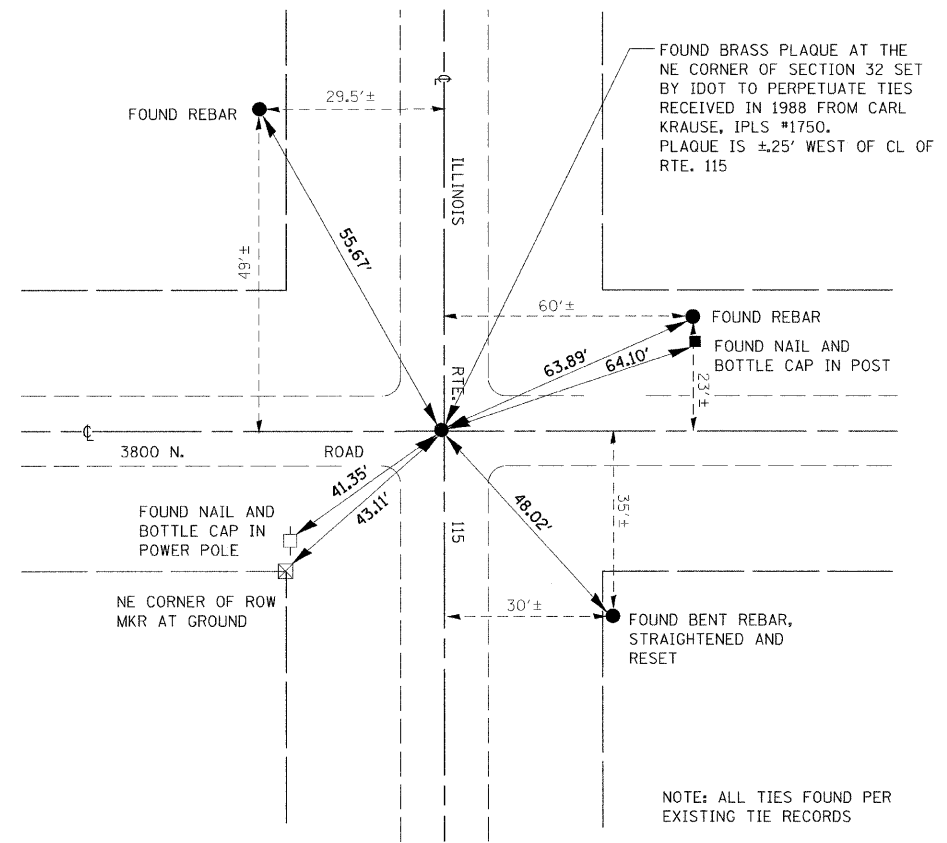 FOUND BRASS PLAQUE AT THE
NE CORNER OF SECTION 32 SET
BY IDOT TO PERPETUATE TIES
RECEIVED IN 1988 FROM CARL
KRAUSE, IPLS #1750.
PLAQUE IS ±.25' WEST OF CL OF
RTE. 115
29.5'±
FOUND REBAR
ILLINOIS
RTE.
115
55.67'
49'±
60'±
FOUND REBAR
FOUND NAIL AND
BOTTLE CAP IN POST
63.89'
64.10'
23'±
℄
℄
3800 N. ROAD
41.35'
43.11'
48.02'
35'±
FOUND NAIL AND
BOTTLE CAP IN
POWER POLE
NE CORNER OF ROW
MKR AT GROUND
30'±
FOUND BENT REBAR,
STRAIGHTENED AND
RESET
NOTE: ALL TIES FOUND PER
EXISTING TIE RECORDS